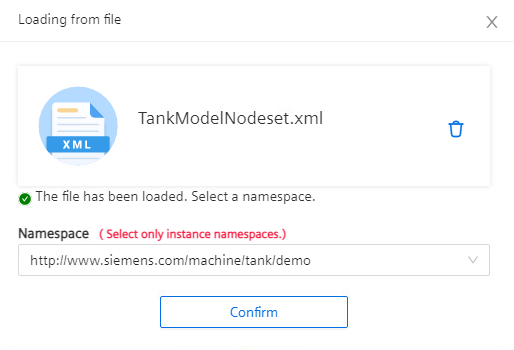 Loading from file
TankModelNodeset.xml
XML
The file has been loaded. Select a namespace.
Namespace ( Select only instance namespaces.)
http://www.siemens.com/machine/tank/demo
Confirm